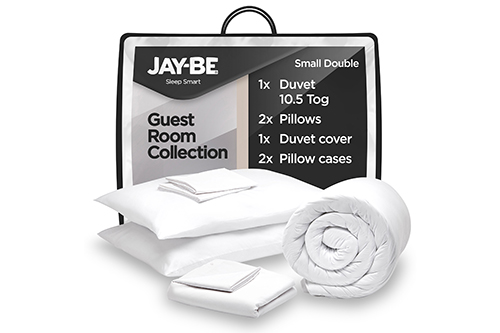 JAY-BE
Sleep Smart
Guest
Room
Collection
Small Double
1x Duvet
10.5 Tog
2x Pillows
1x Duvet cover
2x Pillow cases